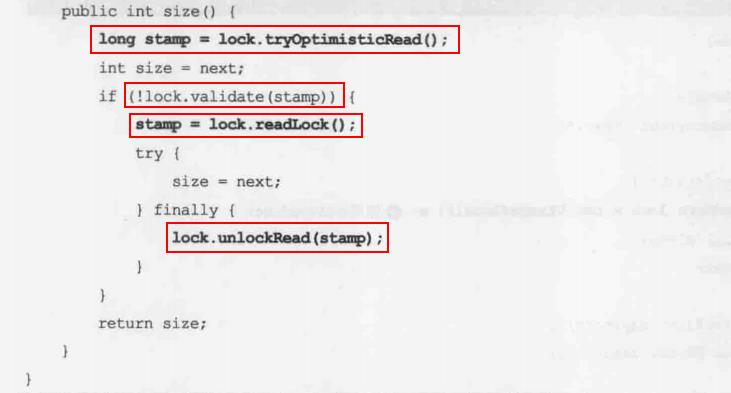 public int size() {
long stamp = lock.tryOptimisticRead();
int size = next;
if (!lock.validate(stamp)) {
stamp = lock.readLock();
try {
size = next;
} finally {
lock.unlockRead(stamp);
}
}
return size;
}
}